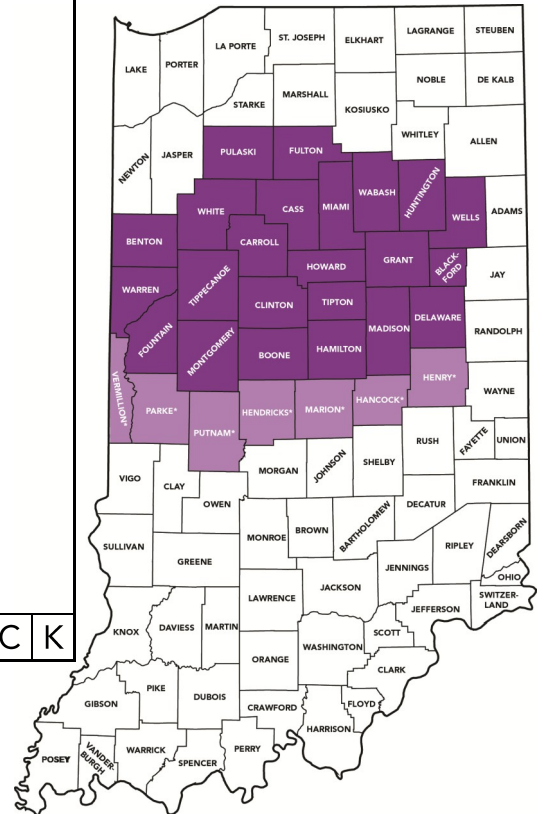 LAKE
PORTER
LA PORTE
ST. JOSEPH
ELKHART
LAGRANGE
STEUBEN
NOBLE
DE KALB
STARKE
MARSHALL
KOSIUSKO
WHITLEY
ALLEN
NEWTON
JASPER
PULASKI
FULTON
WHITE
CASS
MIAMI
WABASH
HUNTINGTON
WELLS
ADAMS
BENTON
CARROLL
HOWARD
GRANT
BLACK-
FORD
JAY
WARREN
TIPPECANOE
CLINTON
TIPTON
MADISON
DELAWARE
RANDOLPH
FOUNTAIN
MONTGOMERY
BOONE
HAMILTON
VERMILLION*
PARKE*
PUTNAM*
HENDRICKS*
MARION*
HANCOCK*
HENRY*
WAYNE
VIGO
CLAY
OWEN
MORGAN
JOHNSON
SHELBY
RUSH
FAYETTE
UNION
FRANKLIN
SULLIVAN
GREENE
MONROE
BROWN
BARTHOLOMEW
DECATUR
RIPLEY
DEARSBORN
OHIO
JENNINGS
JEFFERSON
SWITZER-
LAND
LAWRENCE
JACKSON
C K
KNOX
DAVIESS
MARTIN
ORANGE
WASHINGTON
SCOTT
CLARK
GIBSON
PIKE
DUBOIS
CRAWFORD
HARRISON
FLOYD
POSEY
VANDER-
BURGH
WARRICK
SPENCER
PERRY